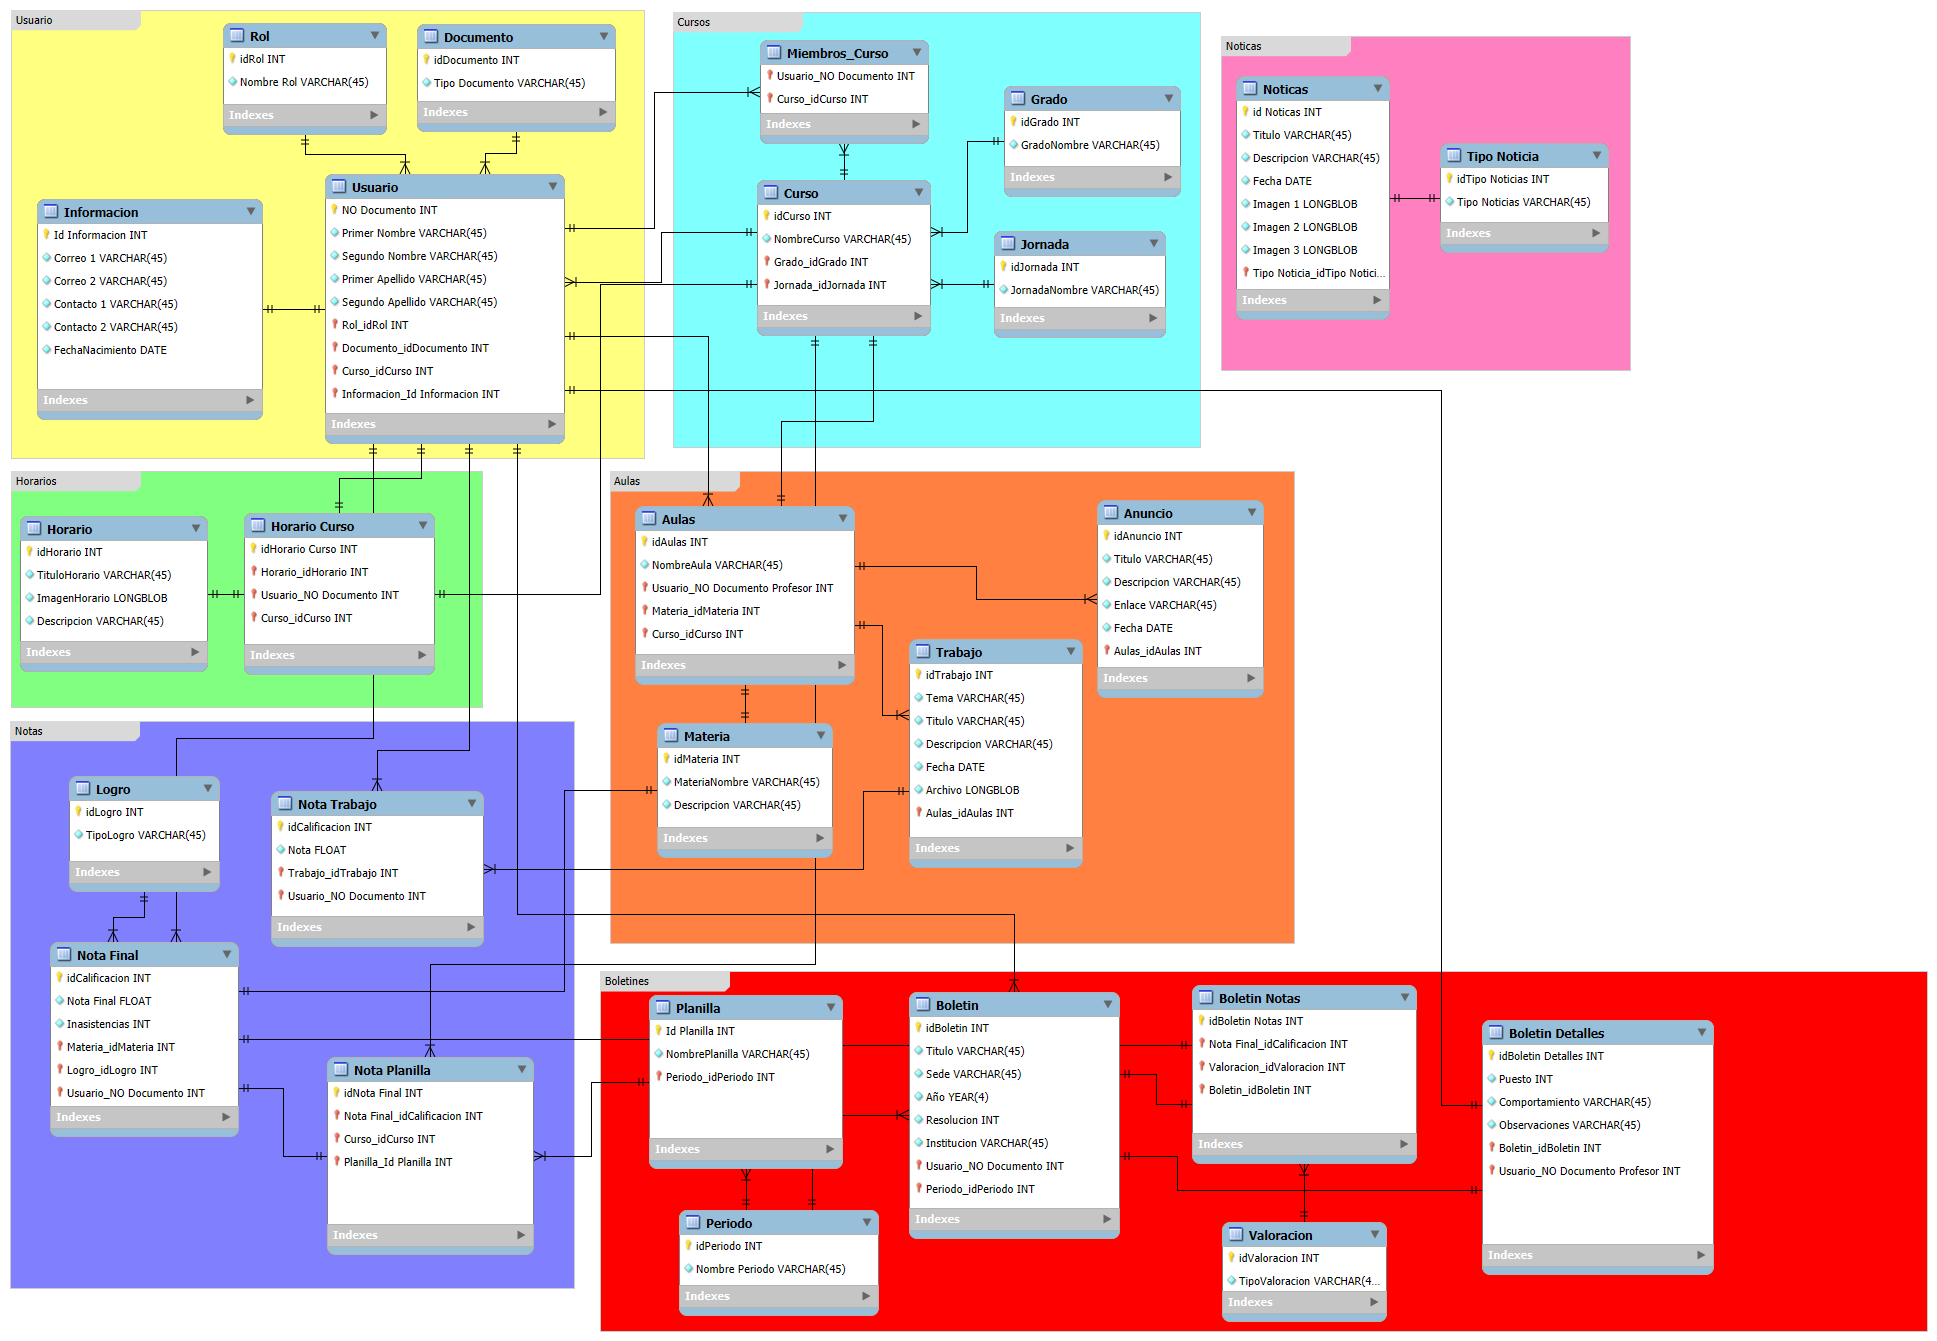 Usuario
Rol
idRol INT
Nombre Rol VARCHAR(45)
Indexes
Documento
idDocumento INT
Tipo Documento VARCHAR(45)
Indexes
Informacion
Id Informacion INT
Correo 1 VARCHAR(45)
Correo 2 VARCHAR(45)
Contacto 1 VARCHAR(45)
Contacto 2 VARCHAR(45)
FechaNacimiento DATE
Indexes
Usuario
NO Documento INT
Primer Nombre VARCHAR(45)
Segundo Nombre VARCHAR(45)
Primer Apellido VARCHAR(45)
Segundo Apellido VARCHAR(45)
Rol_idRol INT
Documento_idDocumento INT
Curso_idCurso INT
Informacion_Id Informacion INT
Indexes
Cursos
Miembros_Curso
Usuario_NO Documento INT
Curso_idCurso INT
Indexes
Grado
idGrado INT
GradoNombre VARCHAR(45)
Indexes
Curso
idCurso INT
NombreCurso VARCHAR(45)
Grado_idGrado INT
Jornada_idJornada INT
Indexes
Jornada
idJornada INT
JornadaNombre VARCHAR(45)
Indexes
Noticas
Noticas
id Noticas INT
Titulo VARCHAR(45)
Descripcion VARCHAR(45)
Fecha DATE
Imagen 1 LONGBLOB
Imagen 2 LONGBLOB
Imagen 3 LONGBLOB
Tipo Noticia_idTipo Notici...
Indexes
Tipo Noticia
idTipo Noticias INT
Tipo Noticias VARCHAR(45)
Indexes
Horarios
Horario
idHorario INT
TituloHorario VARCHAR(45)
ImagenHorario LONGBLOB
Descripcion VARCHAR(45)
Indexes
Horario Curso
idHorario Curso INT
Horario_idHorario INT
Usuario_NO Documento INT
Curso_idCurso INT
Indexes
Aulas
Aulas
idAulas INT
NombreAula VARCHAR(45)
Usuario_NO Documento Profesor INT
Materia_idMateria INT
Curso_idCurso INT
Indexes
Anuncio
idAnuncio INT
Titulo VARCHAR(45)
Descripcion VARCHAR(45)
Enlace VARCHAR(45)
Fecha DATE
Aulas_idAulas INT
Indexes
Materia
idMateria INT
MateriaNombre VARCHAR(45)
Descripcion VARCHAR(45)
Indexes
Trabajo
idTrabajo INT
Tema VARCHAR(45)
Titulo VARCHAR(45)
Descripcion VARCHAR(45)
Fecha DATE
Archivo LONGBLOB
Aulas_idAulas INT
Indexes
Notas
Logro
idLogro INT
TipoLogro VARCHAR(45)
Indexes
Nota Trabajo
idCalificacion INT
Nota FLOAT
Trabajo_idTrabajo INT
Usuario_NO Documento INT
Indexes
Nota Final
idCalificacion INT
Nota Final FLOAT
Inasistencias INT
Materia_idMateria INT
Logro_idLogro INT
Usuario_NO Documento INT
Indexes
Nota Planilla
idNota Final INT
Nota Final_idCalificacion INT
Curso_idCurso INT
Planilla_Id Planilla INT
Indexes
Boletines
Planilla
Id Planilla INT
NombrePlanilla VARCHAR(45)
Periodo_idPeriodo INT
Indexes
Periodo
idPeriodo INT
Nombre Periodo VARCHAR(45)
Indexes
Boletin
idBoletin INT
Titulo VARCHAR(45)
Sede VARCHAR(45)
Año YEAR(4)
Resolucion INT
Institucion VARCHAR(45)
Usuario_NO Documento INT
Periodo_idPeriodo INT
Indexes
Boletin Notas
idBoletin Notas INT
Nota Final_idCalificacion INT
Valoracion_idValoracion INT
Boletin_idBoletin INT
Indexes
Valoracion
idValoracion INT
TipoValoracion VARCHAR(4...
Indexes
Boletin Detalles
idBoletin Detalles INT
Puesto INT
Comportamiento VARCHAR(45)
Observaciones VARCHAR(45)
Boletin_idBoletin INT
Usuario_NO Documento Profesor INT
Indexes